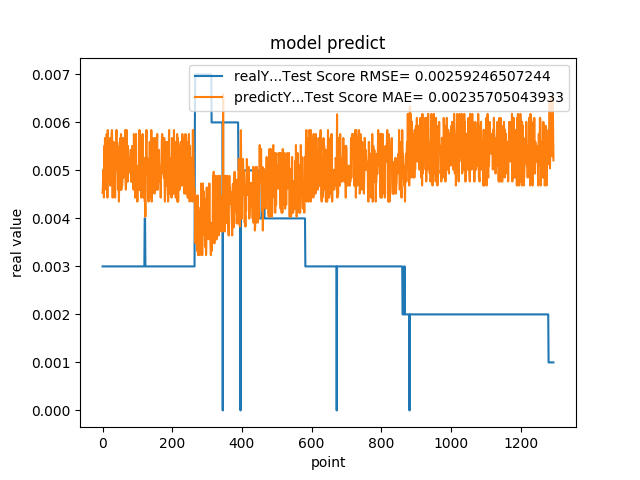 model predict
realY...Test Score RMSE= 0.00259246507244
predictY...Test Score MAE= 0.00235705043933
0.007
0.006
0.005
0.004
0.003
0.002
0.001
0.000
real value
0 200 400 600 800 1000 1200
point